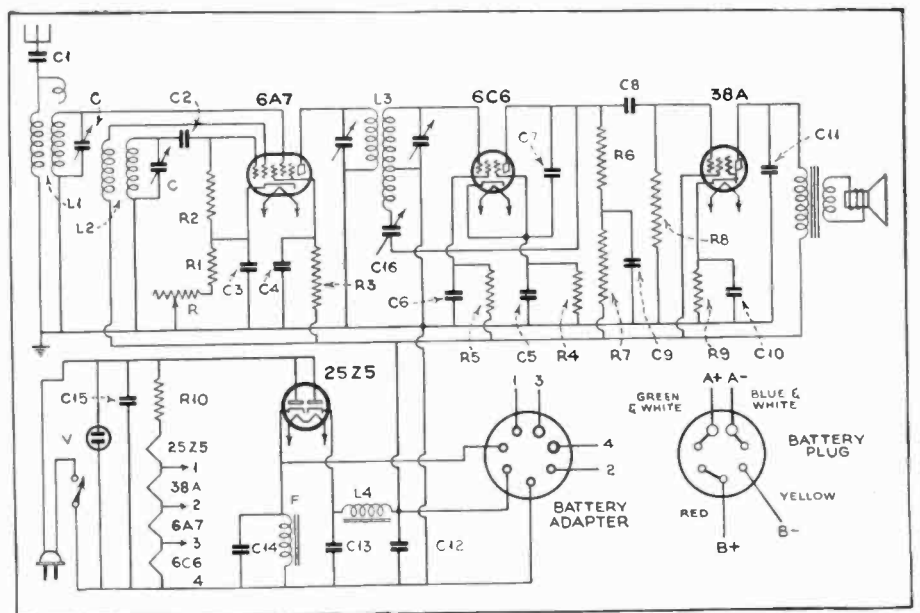 C1
C
C2
6A7
L3
6C6
C8
38A
C7
R6
C11
C
L1
L2
R2
R1
C3
C4
R3
R
C16
C6
R8
R5
C5
R4
R7
C9
R9
C10
25Z5
1 3
4
2
BATTERY
ADAPTER
A+ A-
GREEN
& WHITE
BLUE &
WHITE
BATTERY
PLUG
YELLOW
RED
B-
B+
C15
R10
V
25Z5
1
38A
2
6A7
3
6C6
4
F
L4
C14
C13
C12